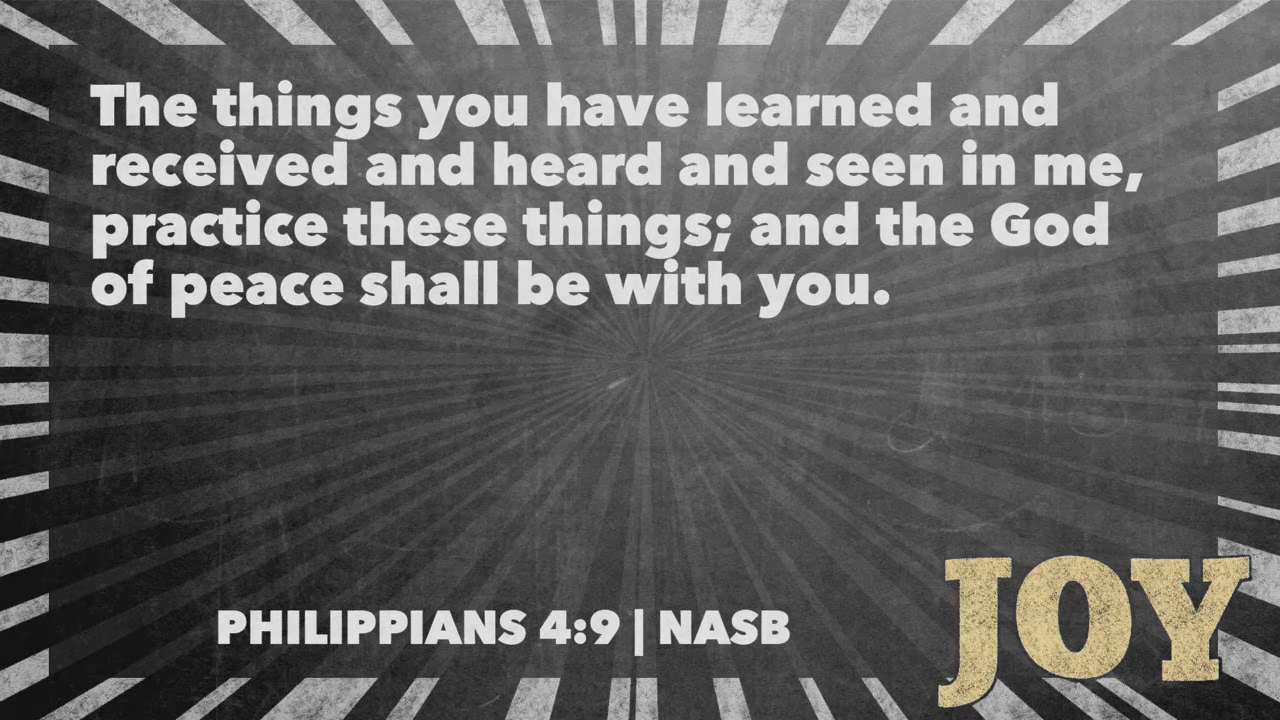 The things you have learned and
received and heard and seen in me,
practice these things; and the God
of peace shall be with you.
PHILIPPIANS 4:9 | NASB
JOY